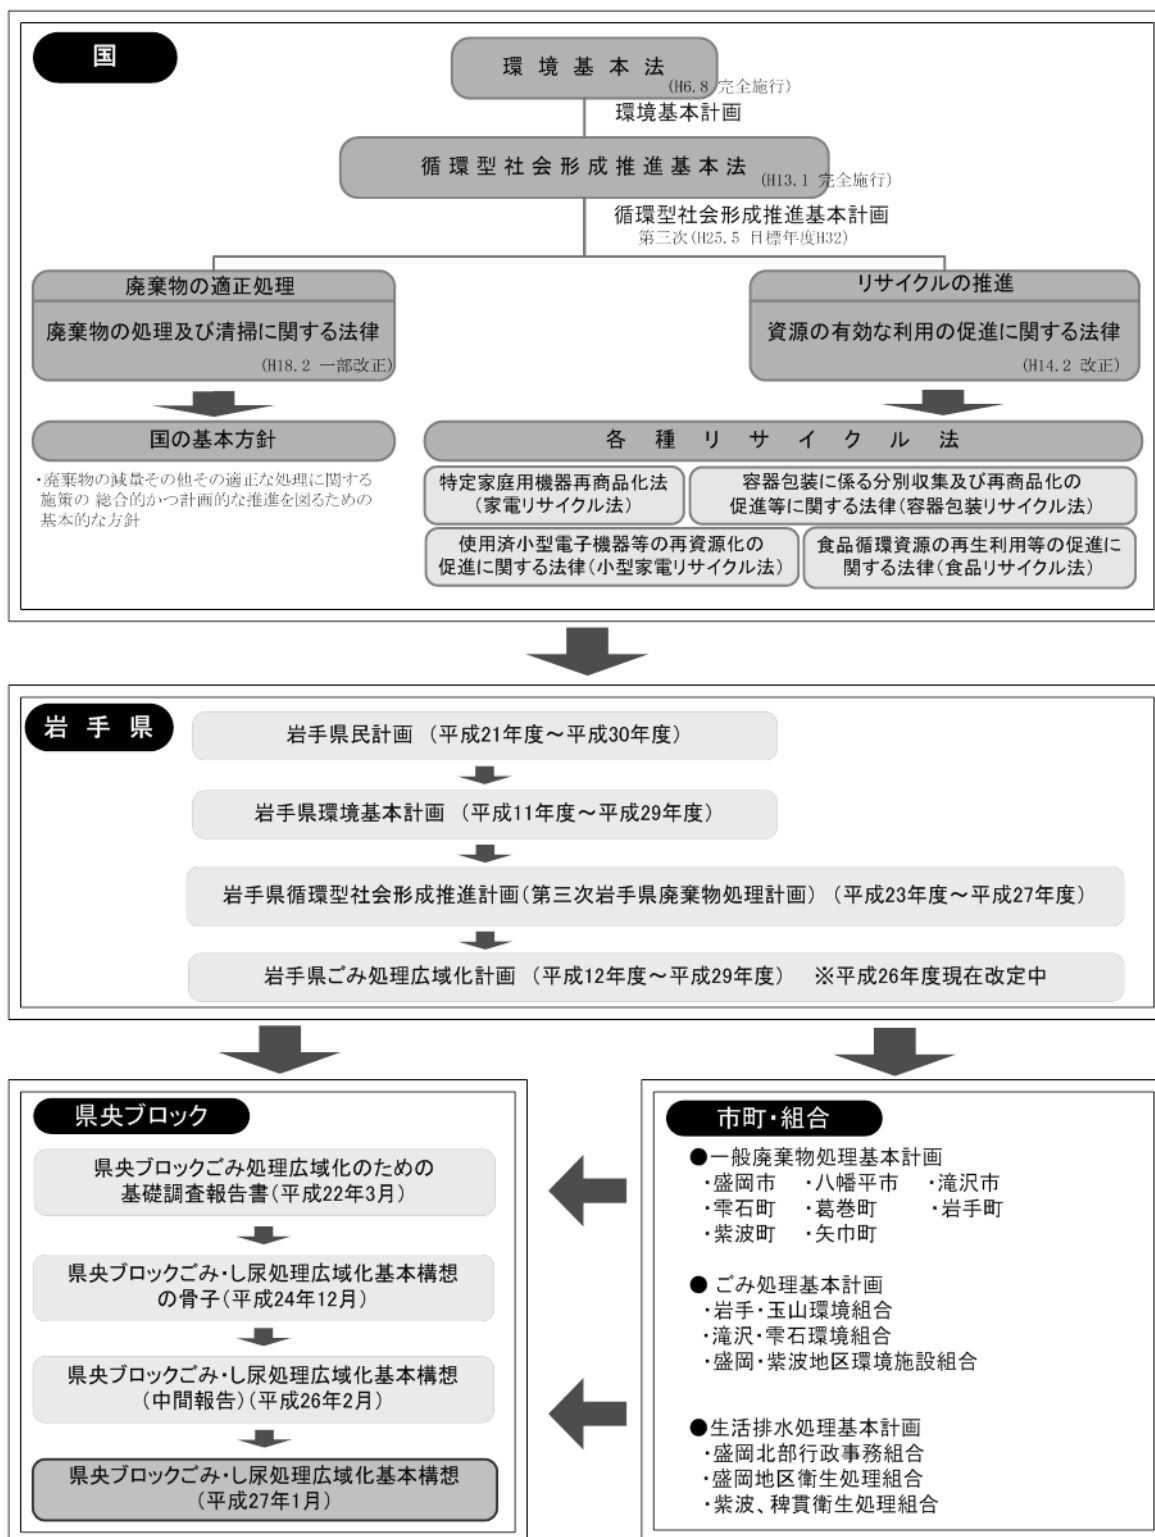 国
環境基本法
(H6.8 完全施行)
環境基本計画
循環型社会形成推進基本法
(H13.1 完全施行)
循環型社会形成推進基本計画
第三次(H25.5 目標年度H32)
廃棄物の適正処理
廃棄物の処理及び清掃に関する法律
(H18.2 一部改正)
リサイクルの推進
資源の有効な利用の促進に関する法律
(H14.2 改正)
国の基本方針
・廃棄物の減量その他その適正な処理に関する
施策の 総合的かつ計画的な推進を図るための
基本的な方針
各種リサイクル法
特定家庭用機器再商品化法
(家電リサイクル法)
容器包装に係る分別収集及び再商品化の
促進等に関する法律(容器包装リサイクル法)
使用済小型電子機器等の再資源化の
促進に関する法律(小型家電リサイクル法)
食品循環資源の再生利用等の促進に
関する法律(食品リサイクル法)
岩手県
岩手県民計画 (平成21年度～平成30年度)
岩手県環境基本計画 (平成11年度～平成29年度)
岩手県循環型社会形成推進計画(第三次岩手県廃棄物処理計画) (平成23年度～平成27年度)
岩手県ごみ処理広域化計画 (平成12年度～平成29年度) ※平成26年度現在改定中
県央ブロック
県央ブロックごみ処理広域化のための
基礎調査報告書(平成22年3月)
県央ブロックごみ・し尿処理広域化基本構想
の骨子(平成24年12月)
県央ブロックごみ・し尿処理広域化基本構想
(中間報告)(平成26年2月)
県央ブロックごみ・し尿処理広域化基本構想
(平成27年1月)
市町・組合
●一般廃棄物処理基本計画
・盛岡市 ・八幡平市 ・滝沢市
・雫石町 ・葛巻町 ・岩手町
・紫波町 ・矢巾町
● ごみ処理基本計画
・岩手・玉山環境組合
・滝沢・雫石環境組合
・盛岡・紫波地区環境施設組合
●生活排水処理基本計画
・盛岡北部行政事務組合
・盛岡地区衛生処理組合
・紫波、稗貫衛生処理組合